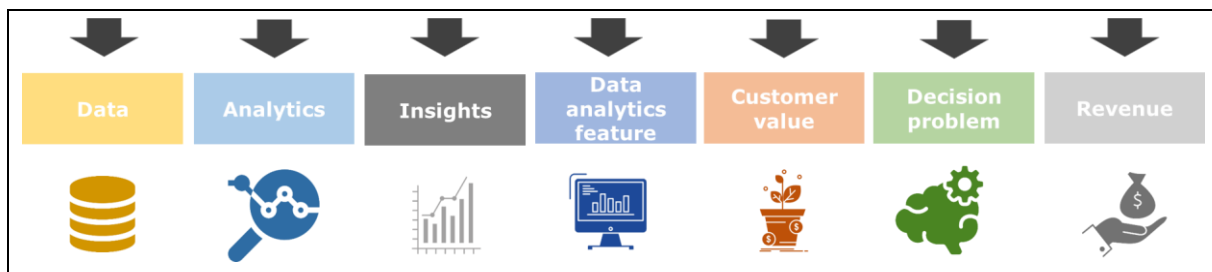 Data
Analytics
Insights
Data
analytics
feature
Customer
value
Decision
problem
Revenue
$
$
$